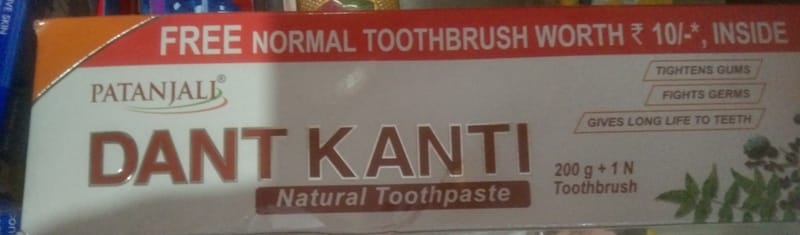 FREE NORMAL TOOTHBRUSH WORTH ₹ 10/-*, INSIDE
PATANJALI®
TIGHTENS GUMS
FIGHTS GERMS
GIVES LONG LIFE TO TEETH
DANT KANTI
Natural Toothpaste
200 g + 1 N
Toothbrush